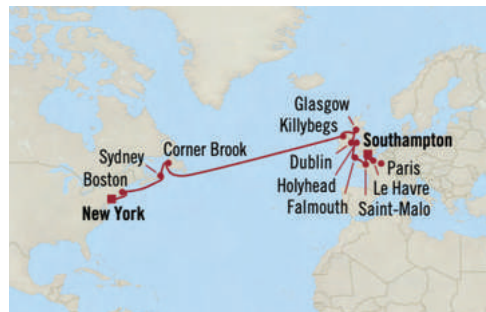 Glasgow
Killybegs
Southampton
Corner Brook
Sydney
Dublin
Paris
Boston
Holyhead
Le Havre
New York
Falmouth
Saint-Malo